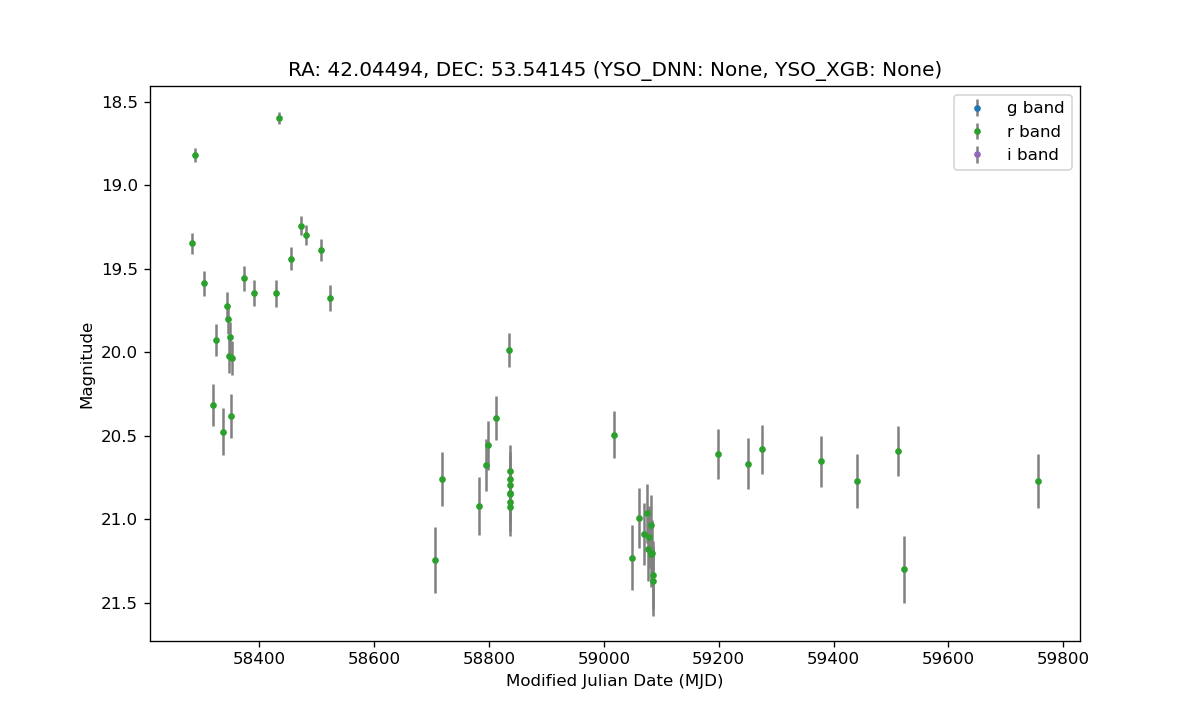 RA: 42.04494, DEC: 53.54145 (YSO_DNN: None, YSO_XGB: None)
g band
r band
i band
18.5
19.0
19.5
20.0
20.5
21.0
21.5
Magnitude
58400 58600 58800 59000 59200 59400 59600 59800
Modified Julian Date (MJD)